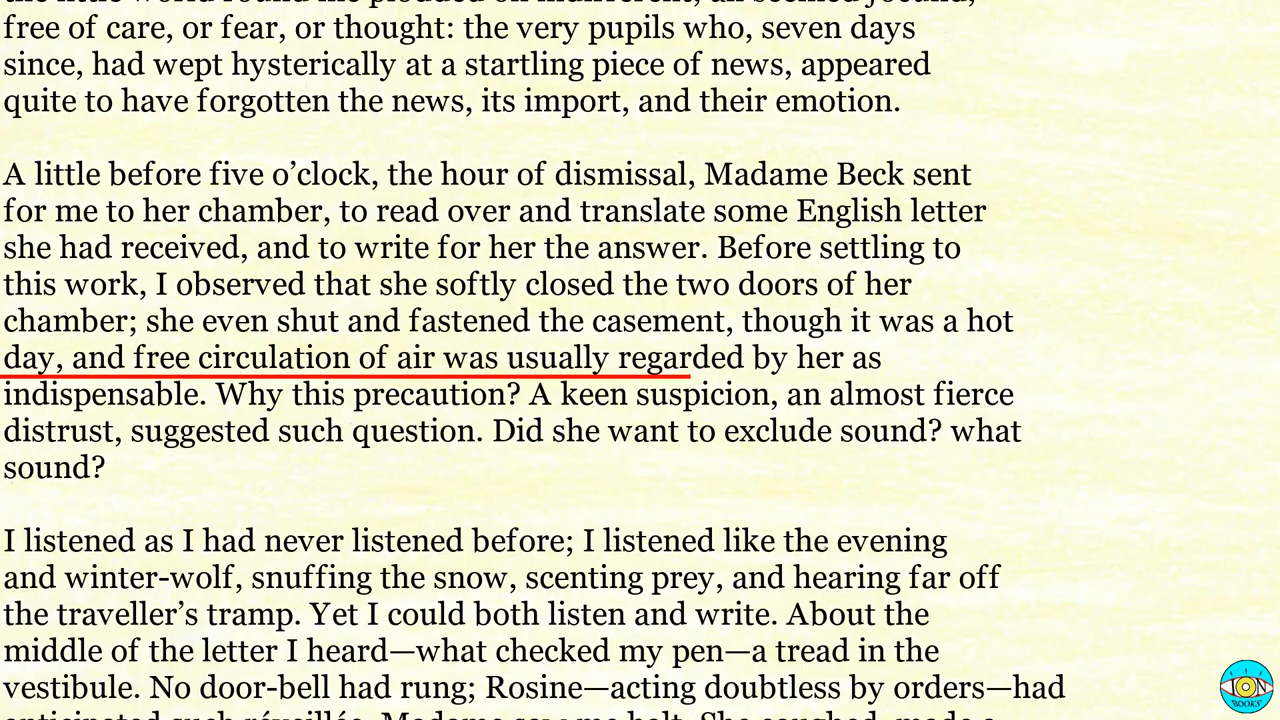 free of care, or fear, or thought: the very pupils who, seven days
since, had wept hysterically at a startling piece of news, appeared
quite to have forgotten the news, its import, and their emotion.
A little before five o’clock, the hour of dismissal, Madame Beck sent
for me to her chamber, to read over and translate some English letter
she had received, and to write for her the answer. Before settling to
this work, I observed that she softly closed the two doors of her
chamber; she even shut and fastened the casement, though it was a hot
day, and free circulation of air was usually regarded by her as
indispensable. Why this precaution? A keen suspicion, an almost fierce
distrust, suggested such question. Did she want to exclude sound? what
sound?
I listened as I had never listened before; I listened like the evening
and winter-wolf, snuffing the snow, scenting prey, and hearing far off
the traveller’s tramp. Yet I could both listen and write. About the
middle of the letter I heard—what checked my pen—a tread in the
vestibule. No door-bell had rung; Rosine—acting doubtless by orders—had
ION
BOOKS